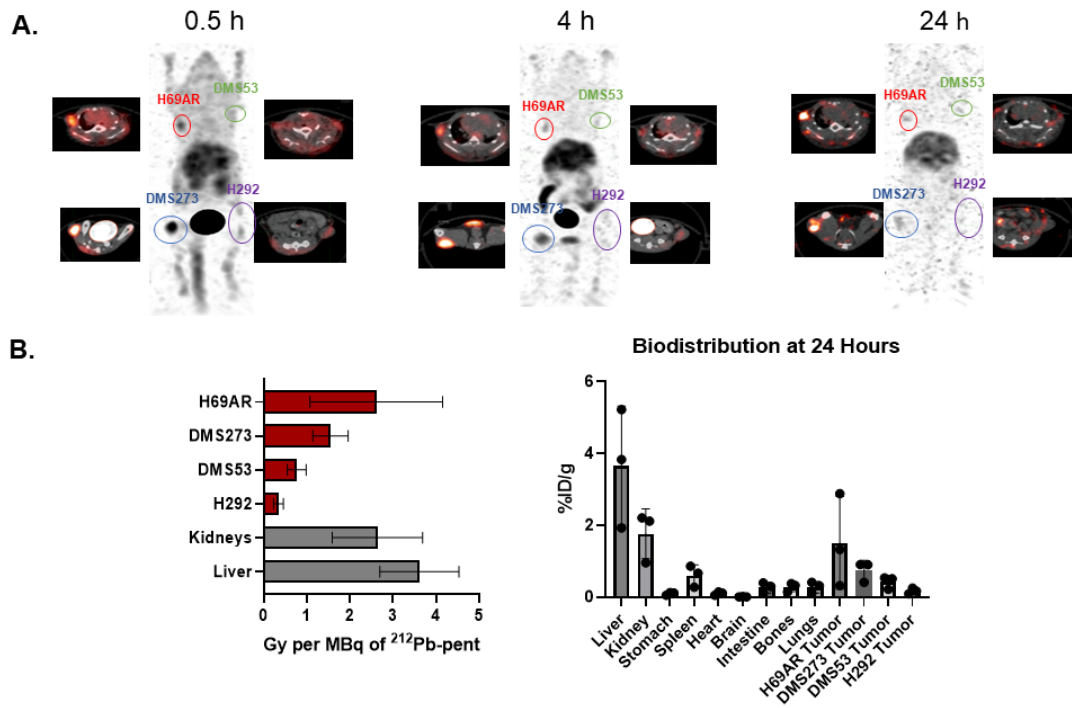 A.
0.5 h
4 h
24 h
H69AR
DMS53
DMS273
H292
H69AR
DMS53
DMS273
H292
H69AR
DMS53
DMS273
H292
B.
H69AR
DMS273
DMS53
H292
Kidneys
Liver
0 1 2 3 4 5
Gy per MBq of ²¹²Pb-pent
Biodistribution at 24 Hours
%ID/g
6
4
2
0
Liver
Kidney
Stomach
Spleen
Heart
Brain
Intestine
Bones
Lungs
H69AR Tumor
DMS273 Tumor
DMS53 Tumor
H292 Tumor